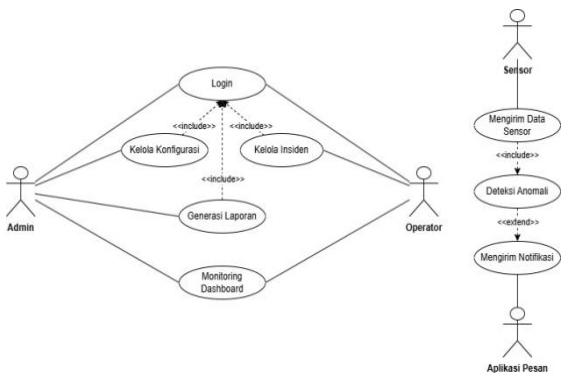 Login
<<include>>
<<include>>
Kelola Konfigurasi
Kelola Insiden
<<include>>
Admin
Generasi Laporan
Operator
Monitoring
Dashboard
Sensor
Mengirim Data
Sensor
<<include>>
Deteksi Anomali
<<extend>>
Mengirim Notifikasi
Aplikasi Pesan